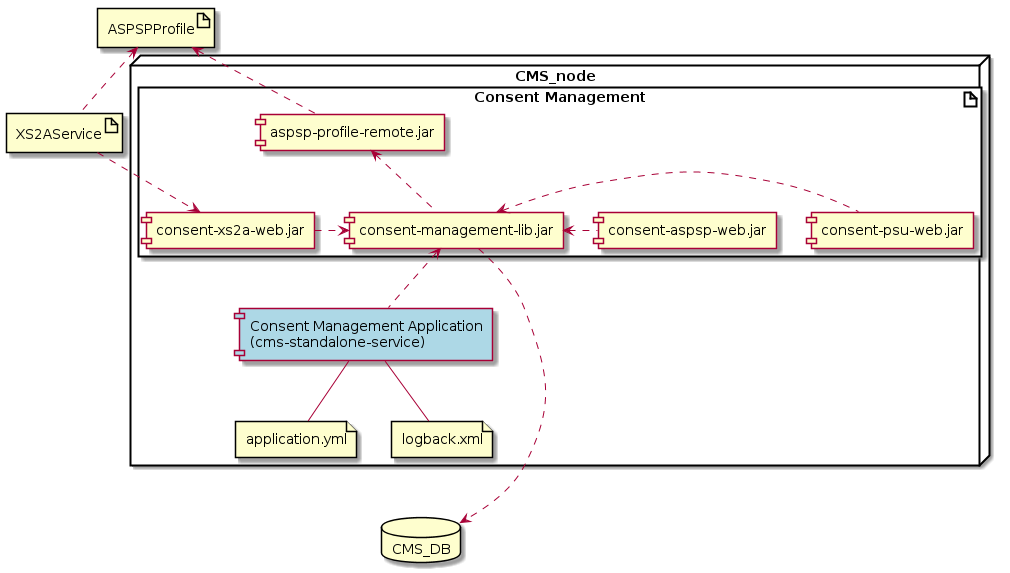 ASPSPProfile
CMS_node
Consent Management
XS2AService
aspsp-profile-remote.jar
consent-xs2a-web.jar
consent-management-lib.jar
consent-aspsp-web.jar
consent-psu-web.jar
Consent Management Application
(cms-standalone-service)
application.yml
logback.xml
CMS_DB